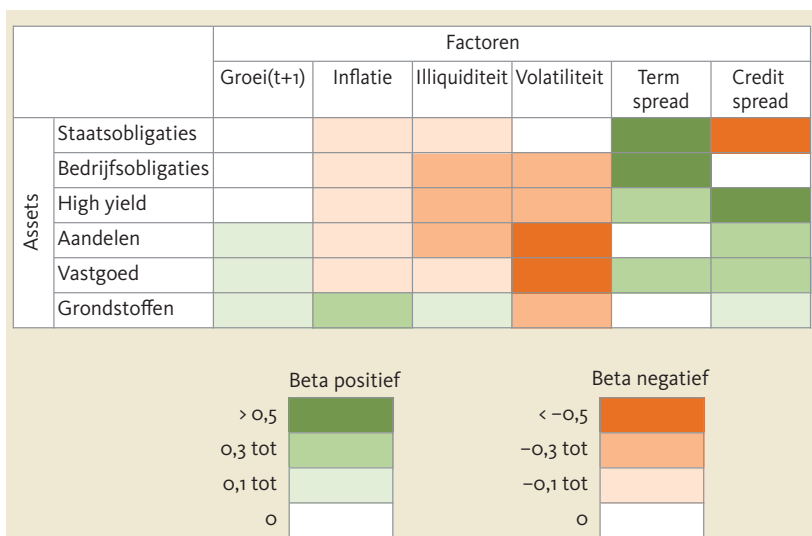 Factoren
Groei(t+1) Inflatie Illiquiditeit Volatiliteit Term spread Credit spread
Assets
Staatsobligaties
Bedrijfsobligaties
High yield
Aandelen
Vastgoed
Grondstoffen
Beta positief
> 0,5
0,3 tot
0,1 tot
0
Beta negatief
< −0,5
−0,3 tot
−0,1 tot
0